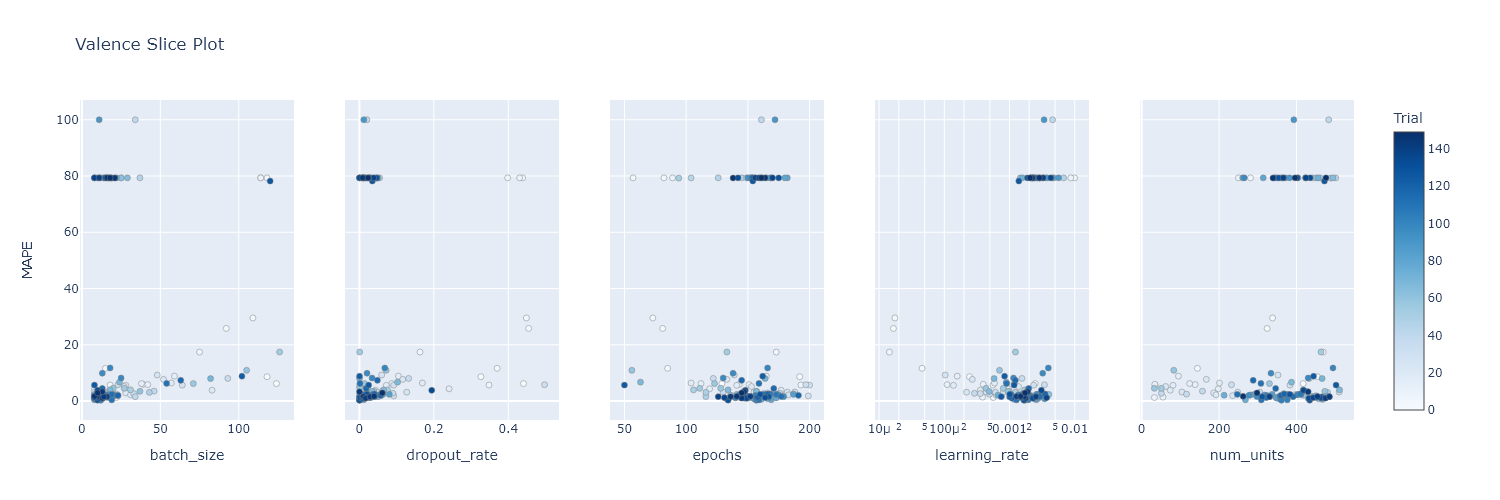 Valence Slice Plot
MAPE
100
80
60
40
20
0
0 50 100
batch_size
0 0.2 0.4
dropout_rate
50 100 150 200
epochs
10μ 2 5 100μ 2 5 0.001 2 5 0.01
learning_rate
0 200 400
num_units
Trial
140
120
100
80
60
40
20
0